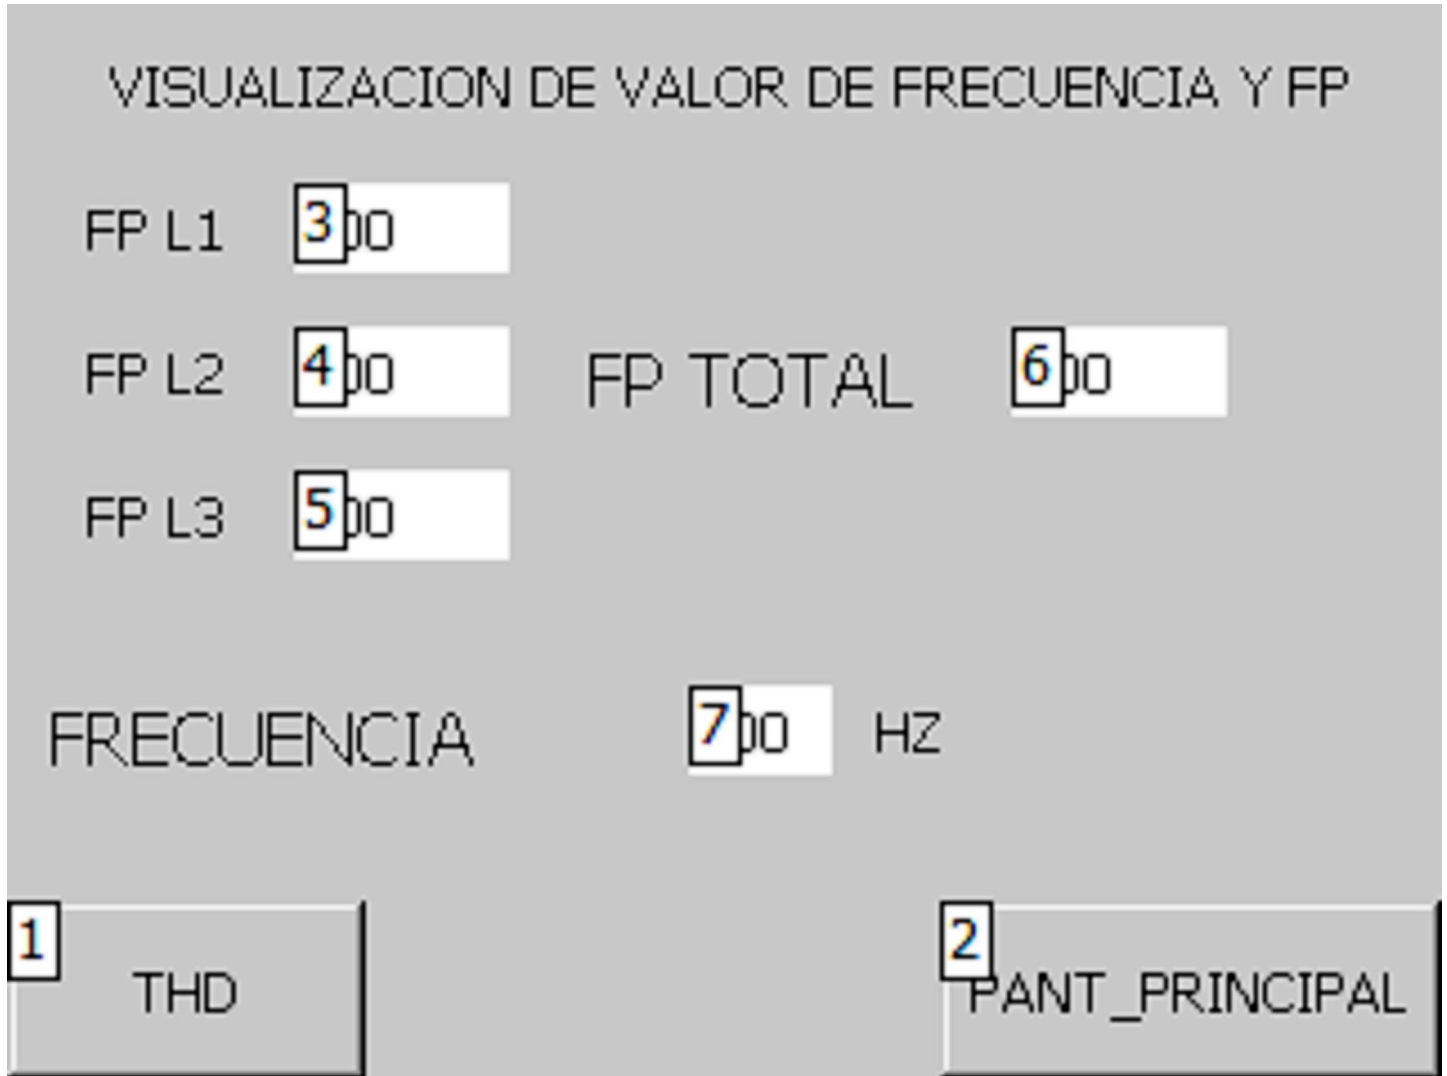 VISUALIZACION DE VALOR DE FRECUENCIA Y FP
FP L1 3 00
FP L2 4 00 FP TOTAL 6 00
FP L3 5 00
FRECUENCIA 7 00 HZ
1 THD
2 PANT_PRINCIPAL